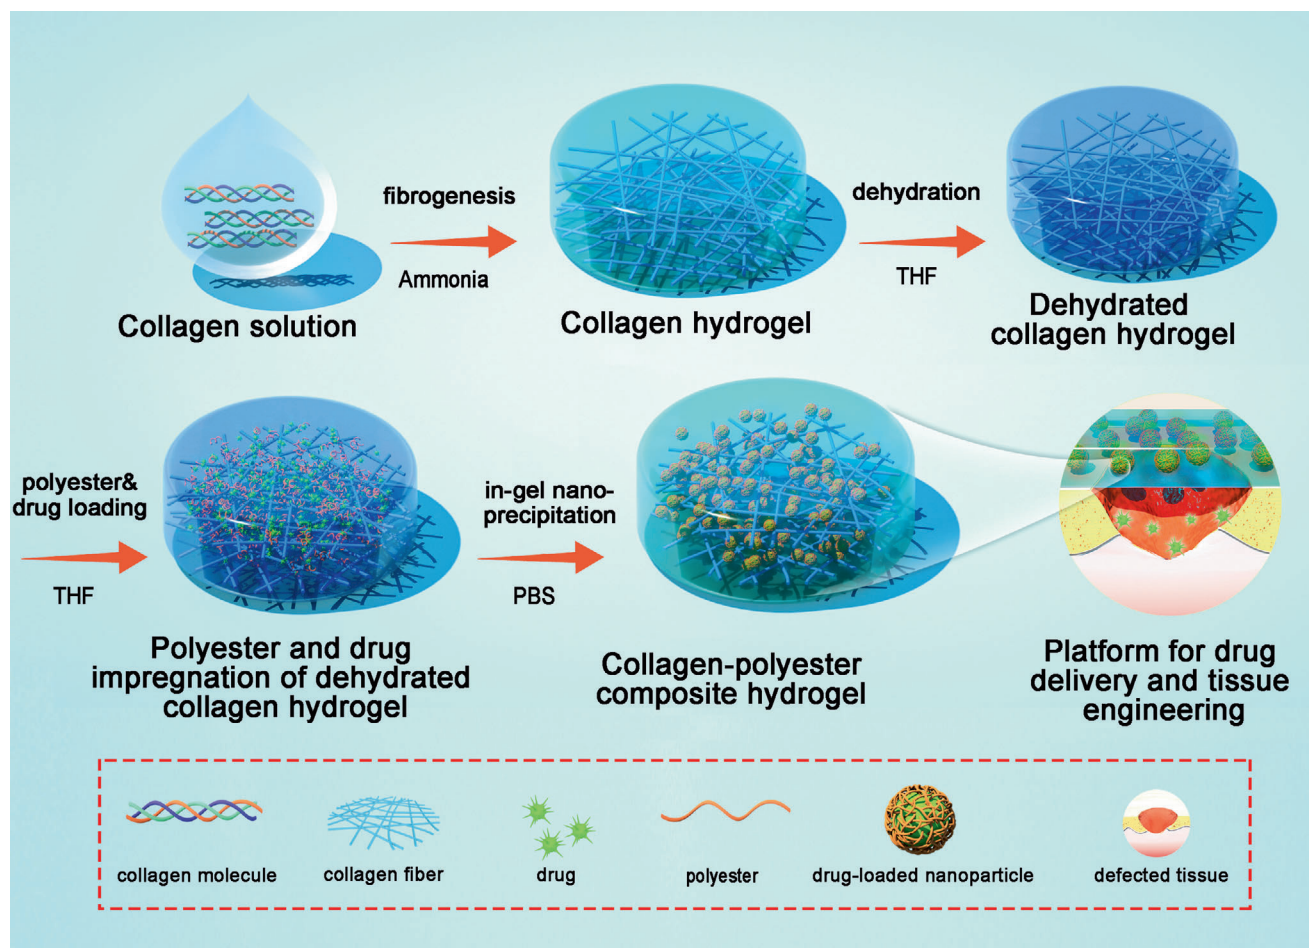 fibrogenesis
Ammonia
dehydration
THF
Collagen solution
Collagen hydrogel
Dehydrated
collagen hydrogel
polyester&
drug loading
THF
in-gel nano-
precipitation
PBS
Polyester and drug
impregnation of dehydrated
collagen hydrogel
Collagen-polyester
composite hydrogel
Platform for drug
delivery and tissue
engineering
collagen molecule
collagen fiber
drug
polyester
drug-loaded nanoparticle
defected tissue